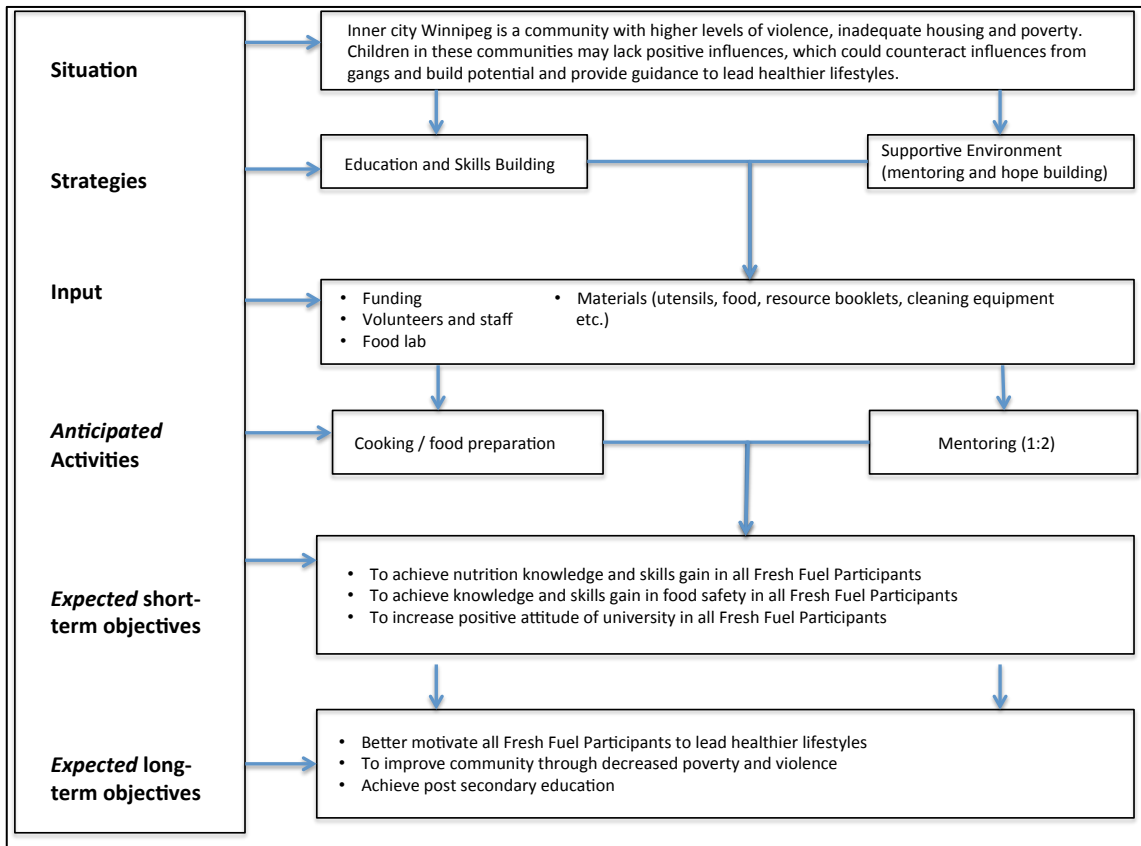 Situation
Inner city Winnipeg is a community with higher levels of violence, inadequate housing and poverty.
Children in these communities may lack positive influences, which could counteract influences from
gangs and build potential and provide guidance to lead healthier lifestyles.
Strategies
Education and Skills Building
Supportive Environment
(mentoring and hope building)
Input
• Funding
• Volunteers and staff
• Food lab
• Materials (utensils, food, resource booklets, cleaning equipment
etc.)
Anticipated
Activities
Cooking / food preparation
Mentoring (1:2)
Expected short-
term objectives
• To achieve nutrition knowledge and skills gain in all Fresh Fuel Participants
• To achieve knowledge and skills gain in food safety in all Fresh Fuel Participants
• To increase positive attitude of university in all Fresh Fuel Participants
Expected long-
term objectives
• Better motivate all Fresh Fuel Participants to lead healthier lifestyles
• To improve community through decreased poverty and violence
• Achieve post secondary education